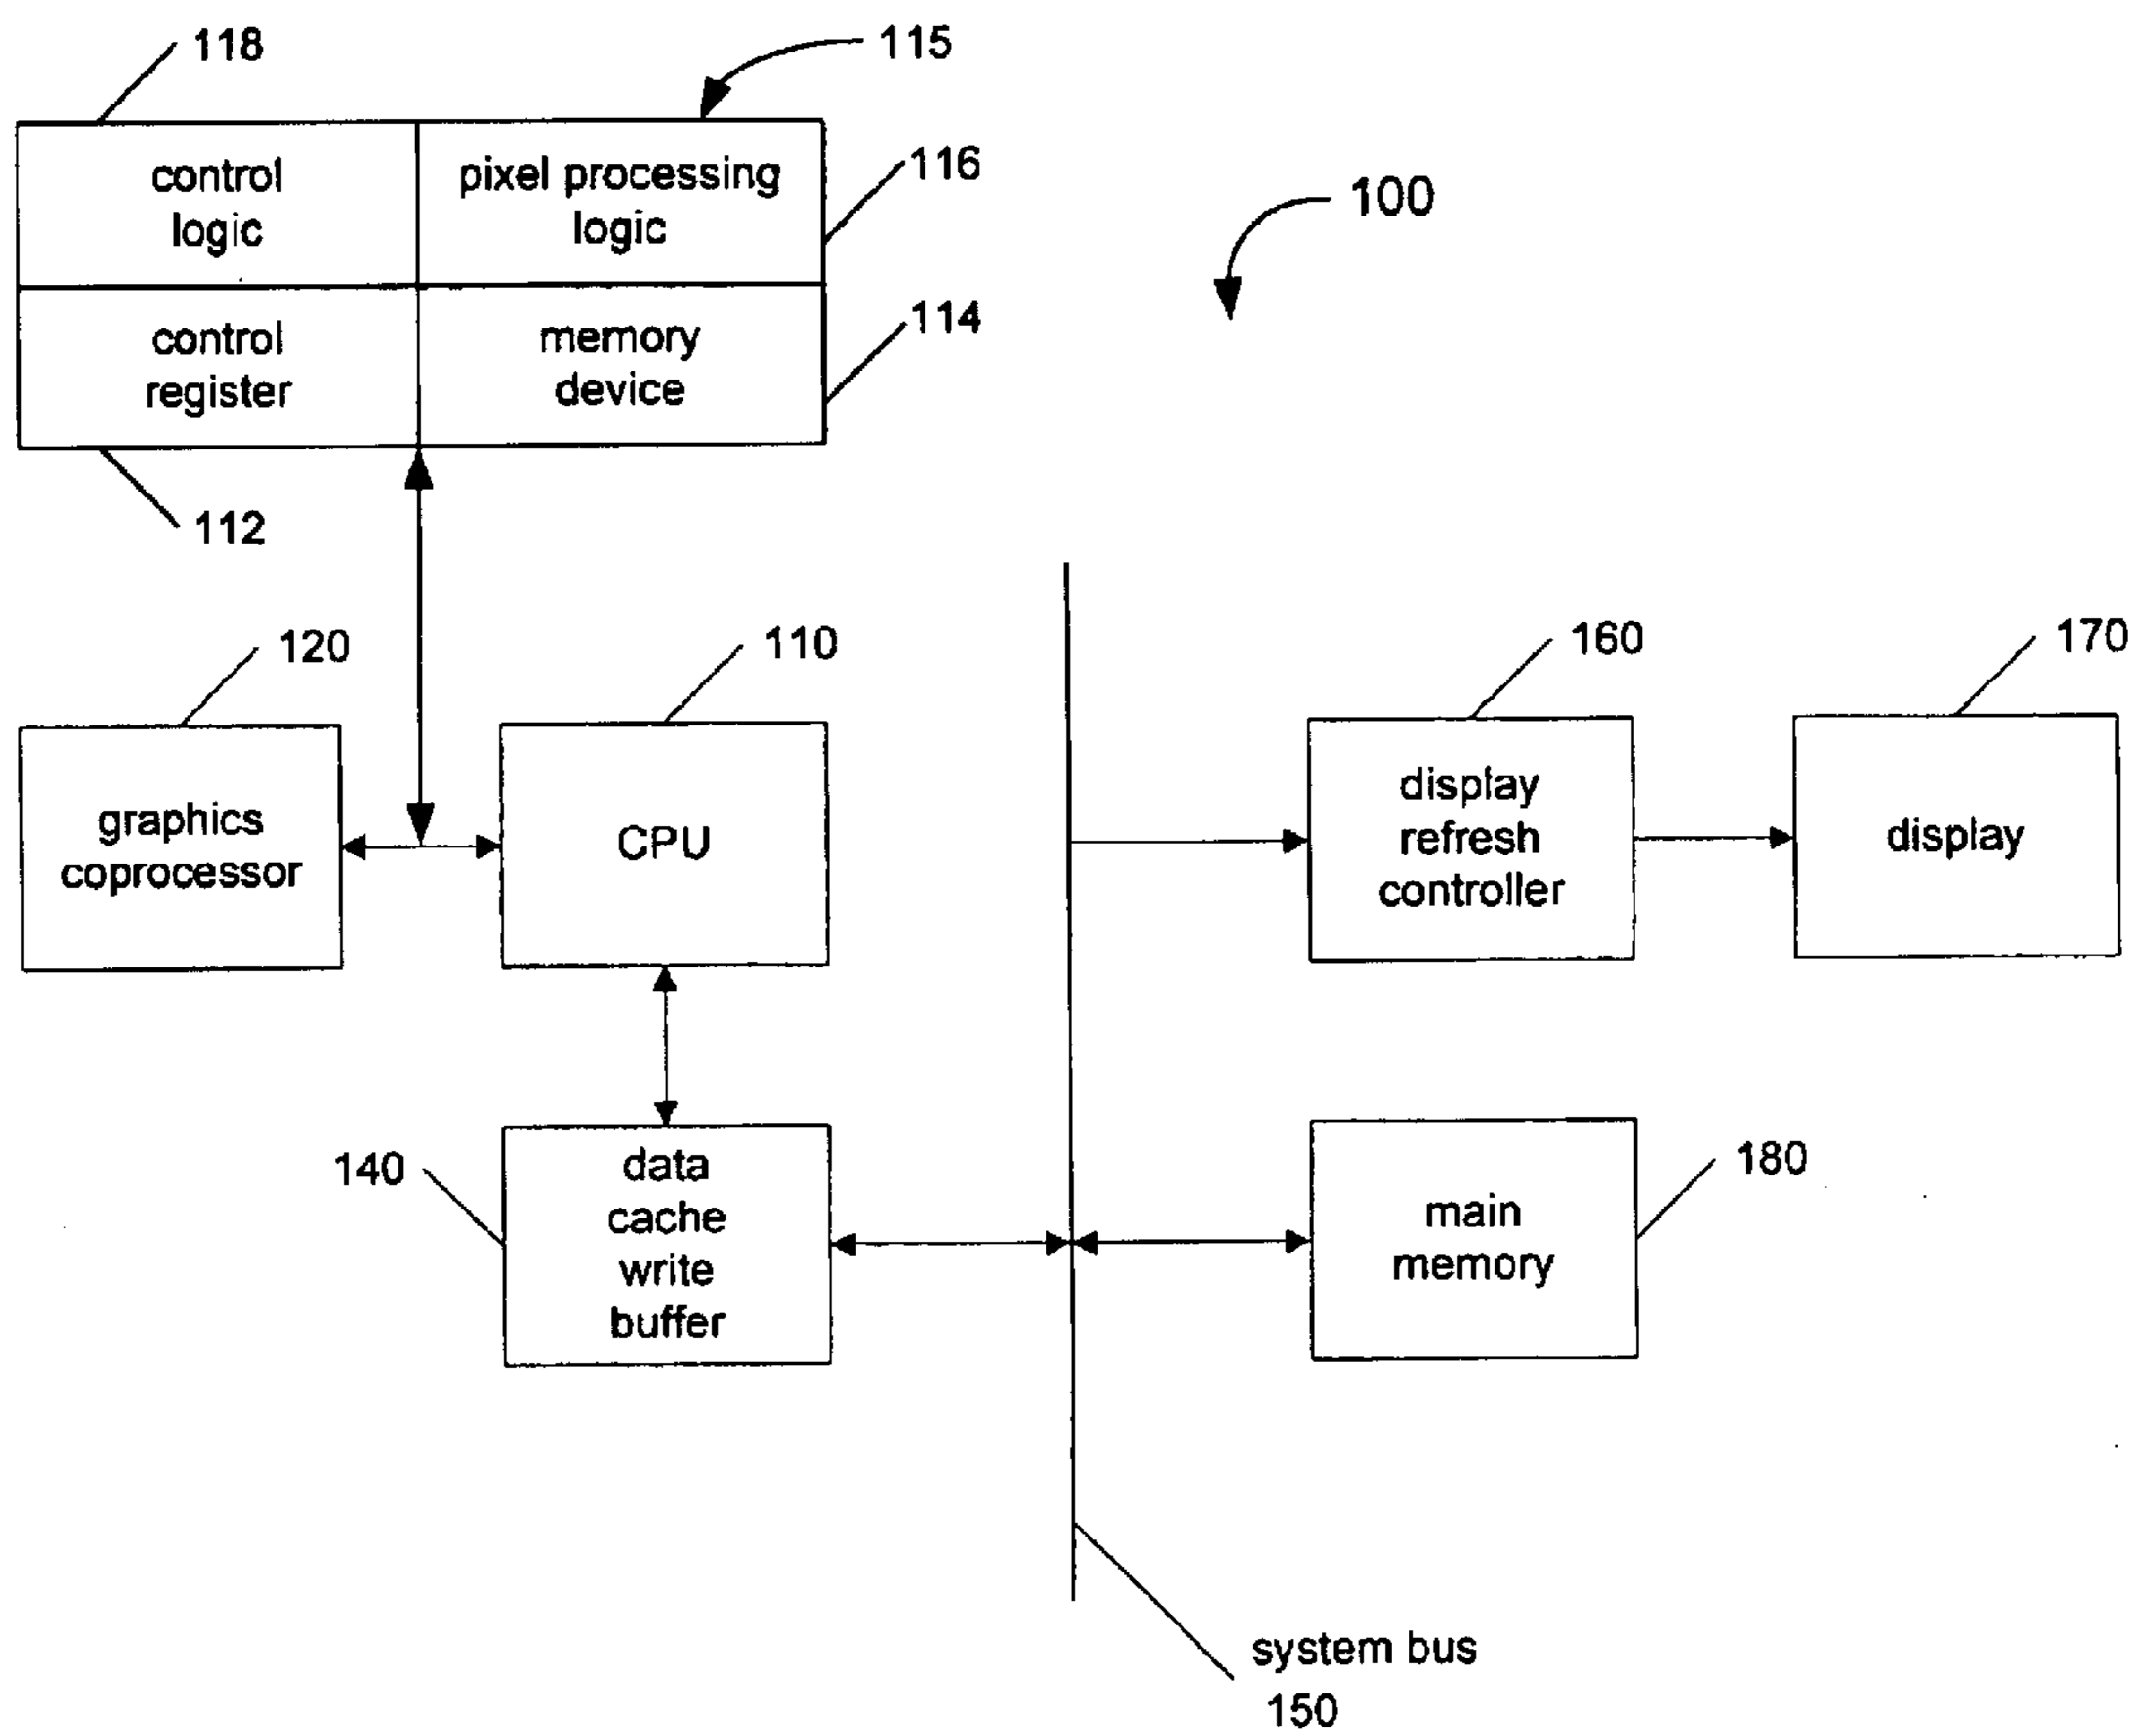 118
115
control
logic
pixel processing
logic
116
100
control
register
memory
device
114
112
120
110
160
170
graphics
coprocessor
CPU
display
refresh
controller
display
140
data
cache
write
buffer
main
memory
180
system bus
150